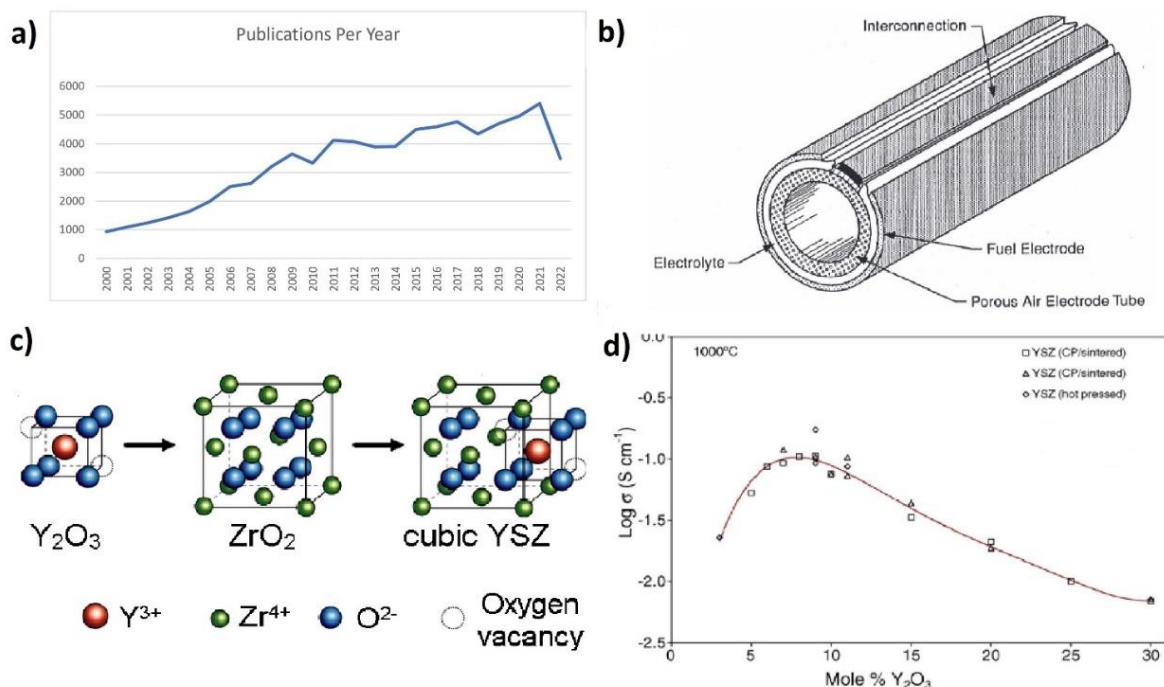 a)
Publications Per Year
6000
5000
4000
3000
2000
1000
0
2000
2001
2002
2003
2004
2005
2006
2007
2008
2009
2010
2011
2012
2013
2014
2015
2016
2017
2018
2019
2020
2021
2022
b)
Interconnection
Electrolyte
Fuel Electrode
Porous Air Electrode Tube
c)
Y₂O₃
ZrO₂
cubic YSZ
Y³⁺
Zr⁴⁺
O²⁻
Oxygen
vacancy
d)
1000°C
YSZ (CP/sintered)
YSZ (CP/sintered)
YSZ (hot pressed)
Log σ (S cm⁻¹)
0.0
-0.5
-1.0
-1.5
-2.0
-2.5
0
5
10
15
20
25
30
Mole % Y₂O₃